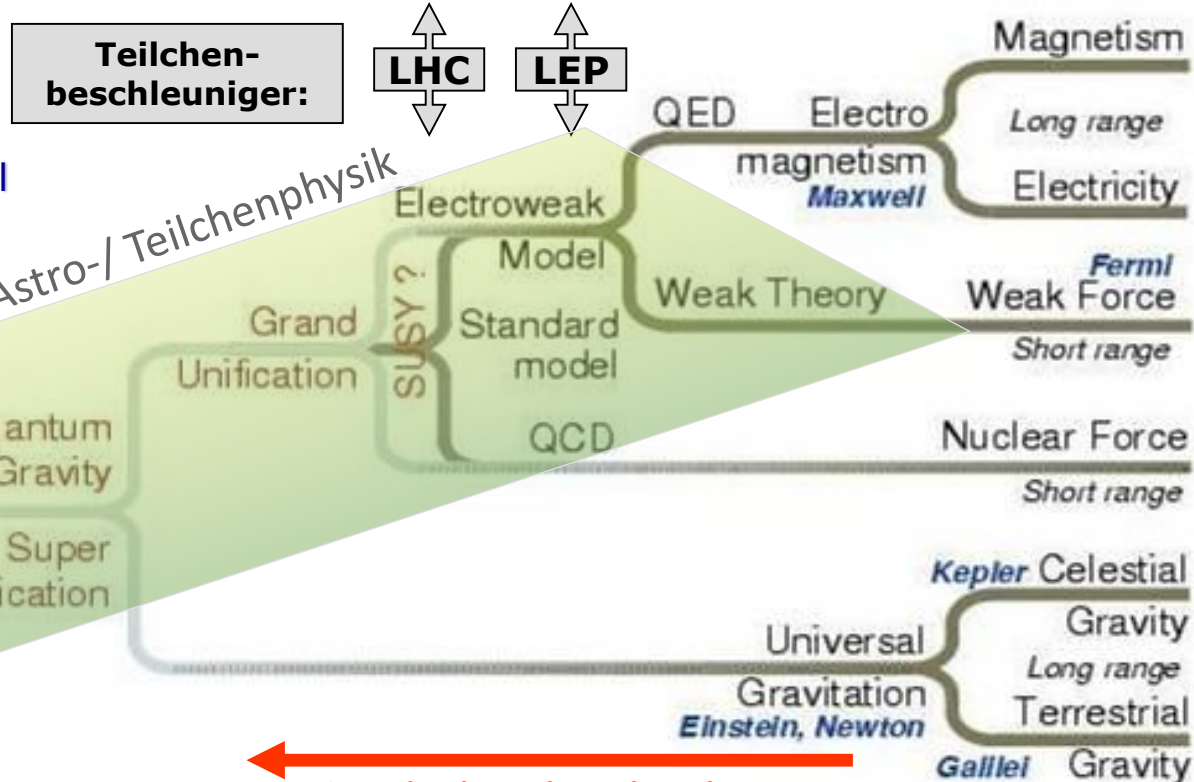 Teilchen-
beschleuniger:
LHC
LEP
Magnetism
QED
Electro
magnetism
Maxwell
Long range
Electricity
Astro-/ Teilchenphysik
Electroweak
Model
SUSY ?
Standard
model
Weak Theory
Fermi
Weak Force
Short range
Grand
Unification
QCD
Nuclear Force
Short range
antum
Gravity
Super
ication
Kepler Celestial
Gravity
Long range
Universal
Gravitation
Einstein, Newton
Terrestrial
Galilei Gravity